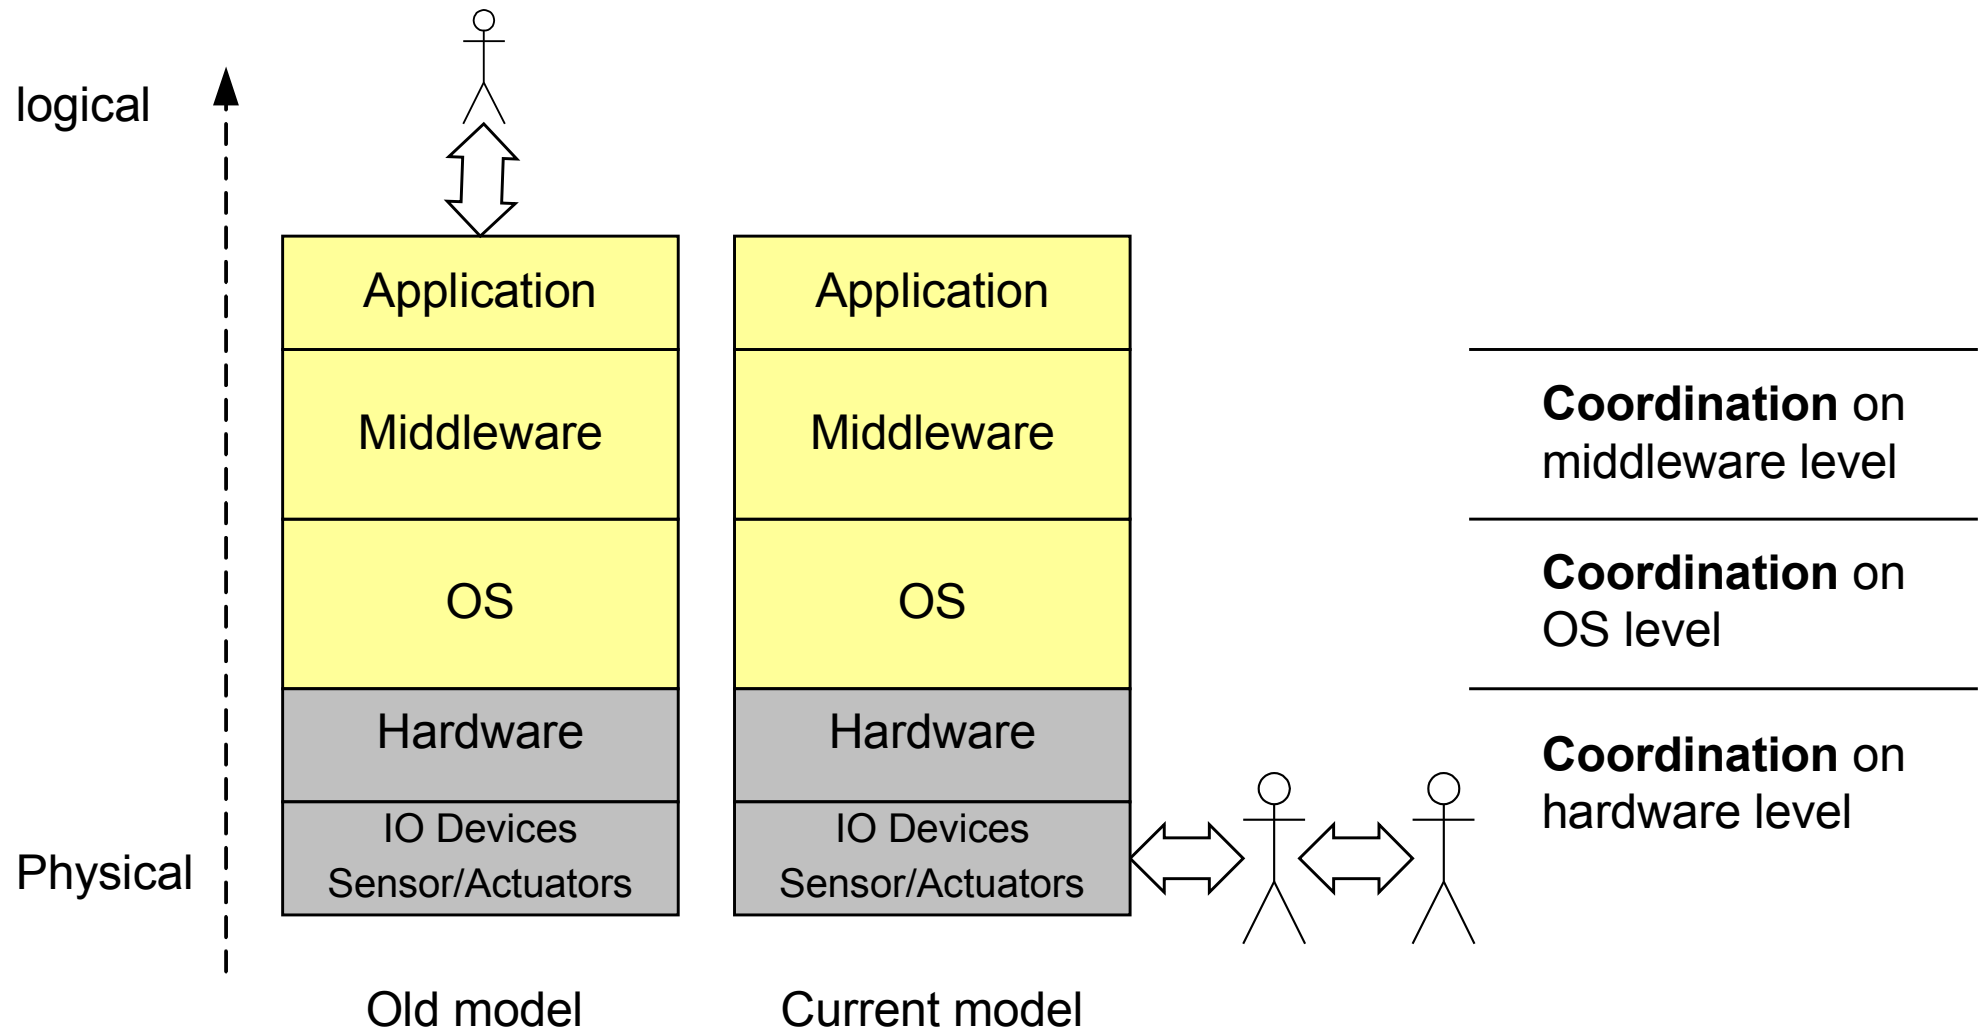 logical
Physical
Application
Middleware
OS
Hardware
IO Devices
Sensor/Actuators
Old model
Application
Middleware
OS
Hardware
IO Devices
Sensor/Actuators
Current model
Coordination on
middleware level
Coordination on
OS level
Coordination on
hardware level